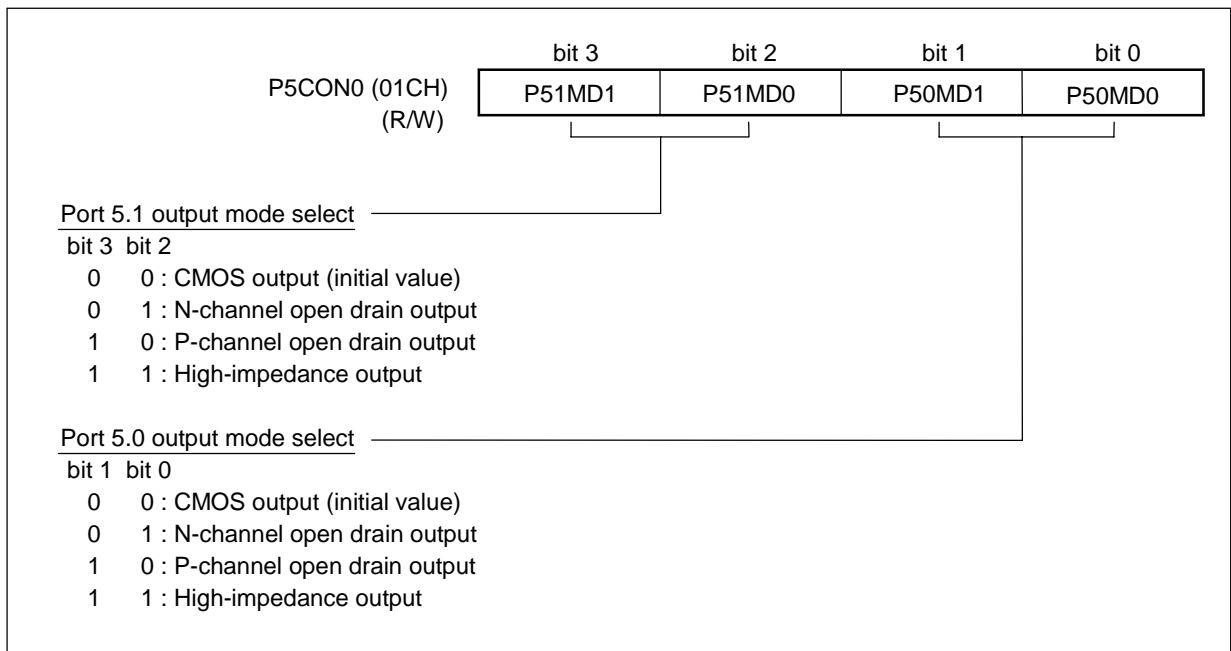 bit 3 bit 2 bit 1 bit 0
P5CON0 (01CH) P51MD1 P51MD0 P50MD1 P50MD0
(R/W)
Port 5.1 output mode select
bit 3 bit 2
0 0 : CMOS output (initial value)
0 1 : N-channel open drain output
1 0 : P-channel open drain output
1 1 : High-impedance output
Port 5.0 output mode select
bit 1 bit 0
0 0 : CMOS output (initial value)
0 1 : N-channel open drain output
1 0 : P-channel open drain output
1 1 : High-impedance output